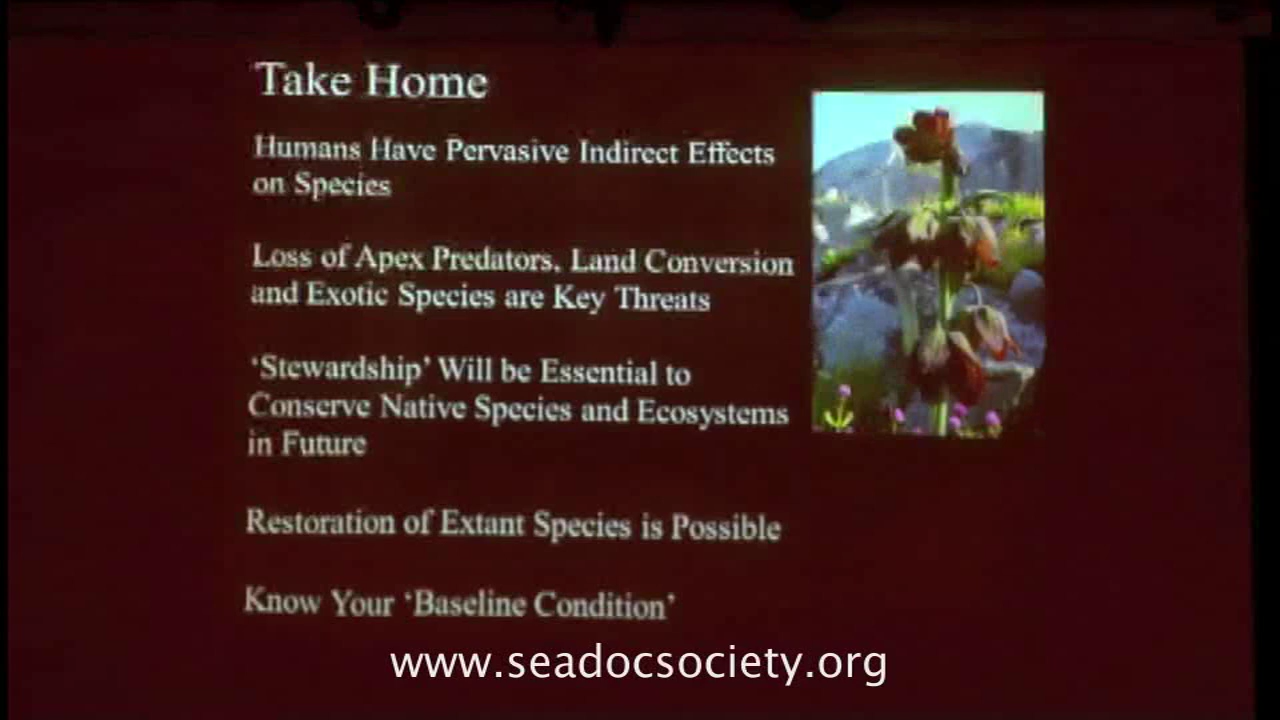 Take Home
Humans Have Pervasive Indirect Effects
on Species
Loss of Apex Predators, Land Conversion
and Exotic Species are Key Threats
‘Stewardship’ Will be Essential to
Conserve Native Species and Ecosystems
in Future
Restoration of Extant Species is Possible
Know Your ‘Baseline Condition’
www.seadocsociety.org